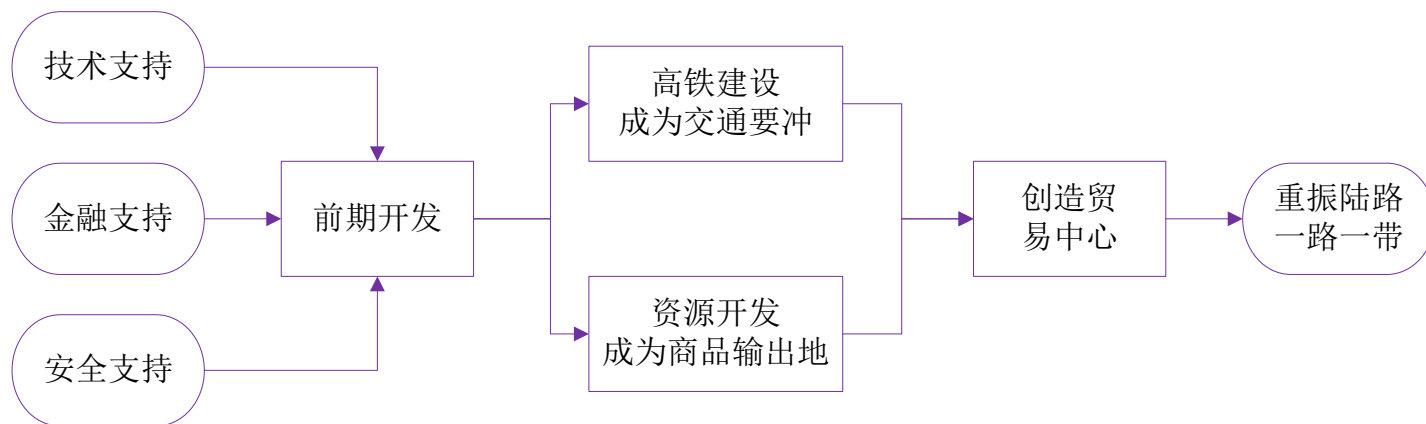 技术支持
金融支持
安全支持
前期开发
高铁建设
成为交通要冲
资源开发
成为商品输出地
创造贸
易中心
重振陆路
一路一带